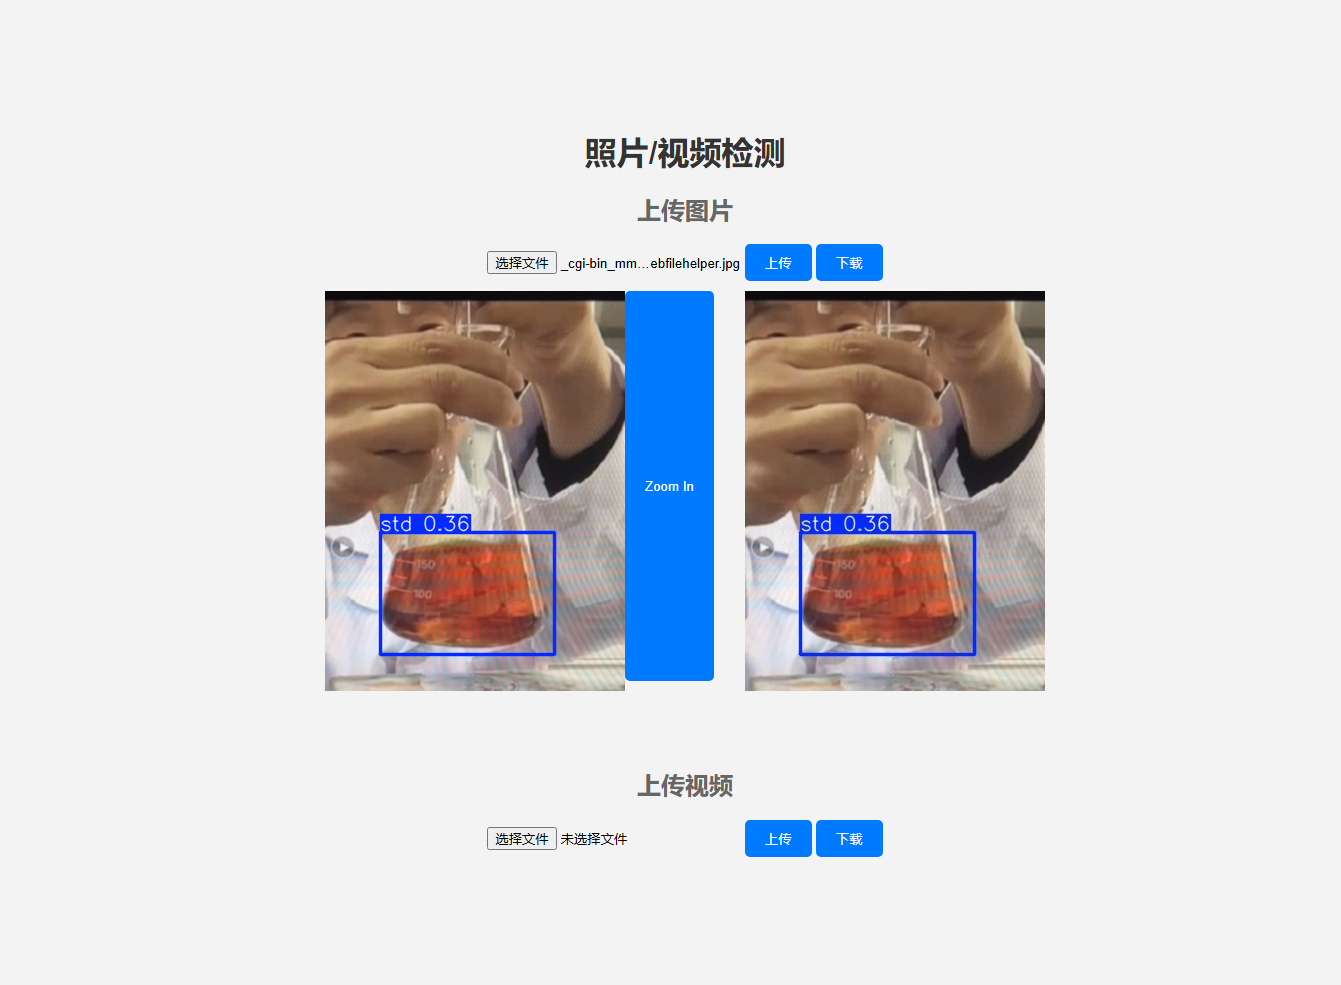 照片/视频检测
上传图片
选择文件 _cgi-bin_mm...ebfilehelper.jpg 上传 下载
std 0.36
150
100
Zoom In
std 0.36
150
100
上传视频
选择文件 未选择文件 上传 下载